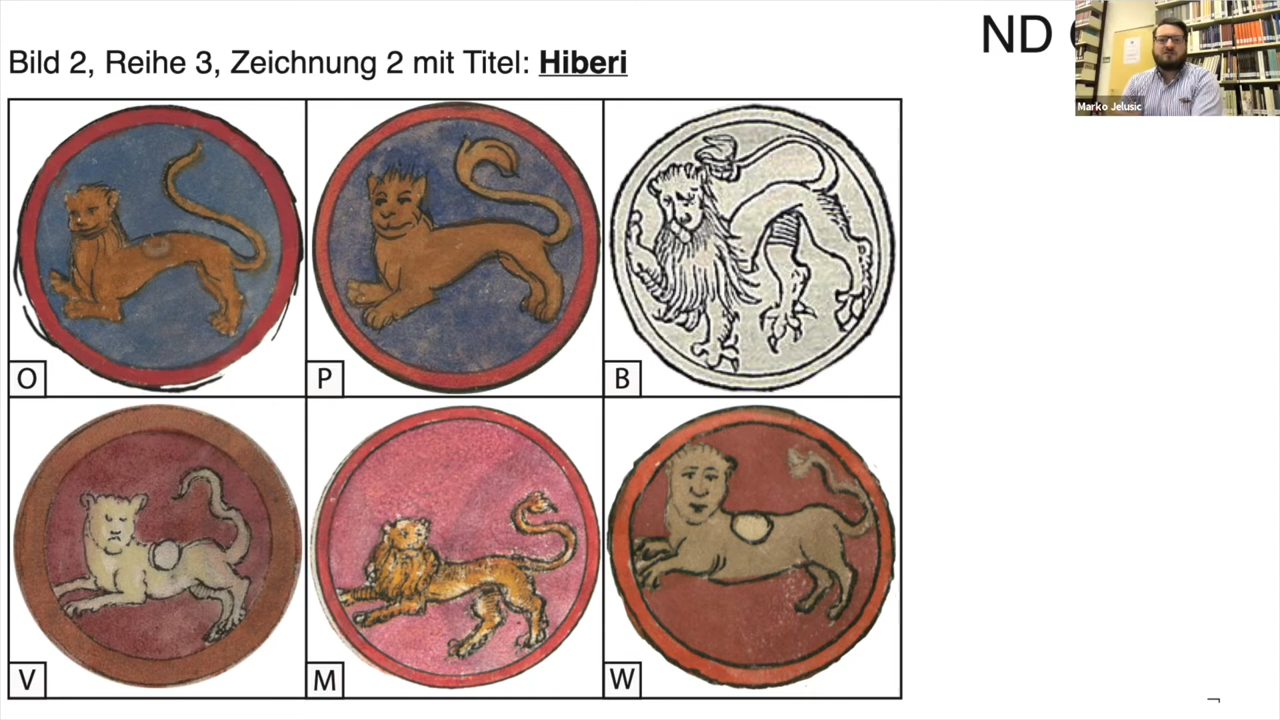 ND
Bild 2, Reihe 3, Zeichnung 2 mit Titel: Hiberi
Marko Jelusic
O
P
B
V
M
W